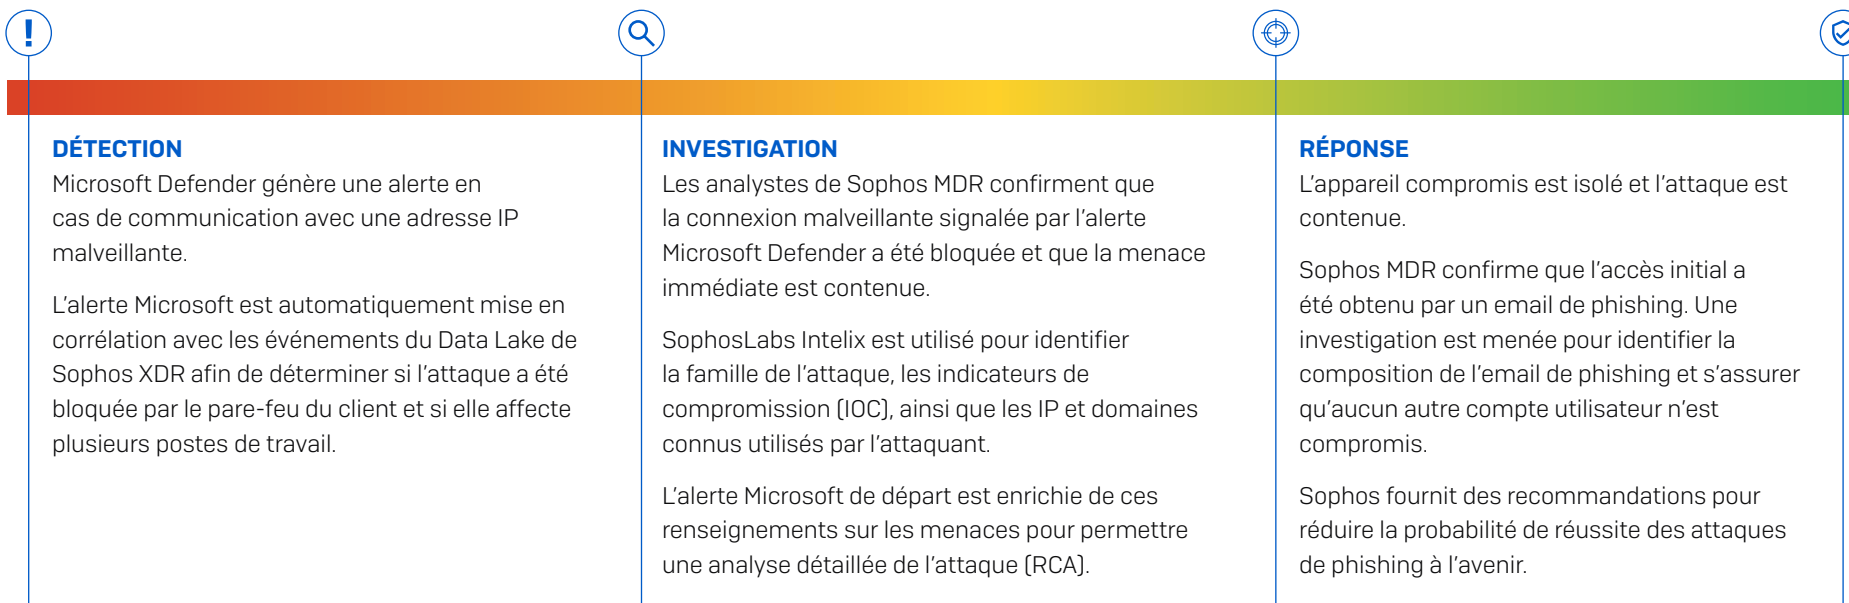 DÉTECTION
Microsoft Defender génère une alerte en
cas de communication avec une adresse IP
malveillante.
L'alerte Microsoft est automatiquement mise en
corrélation avec les événements du Data Lake de
Sophos XDR afin de déterminer si l'attaque a été
bloquée par le pare-feu du client et si elle affecte
plusieurs postes de travail.
INVESTIGATION
Les analystes de Sophos MDR confirment que
la connexion malveillante signalée par l'alerte
Microsoft Defender a été bloquée et que la menace
immédiate est contenue.
SophosLabs Intelix est utilisé pour identifier
la famille de l'attaque, les indicateurs de
compromission (IOC), ainsi que les IP et domaines
connus utilisés par l'attaquant.
L'alerte Microsoft de départ est enrichie de ces
renseignements sur les menaces pour permettre
une analyse détaillée de l'attaque (RCA).
RÉPONSE
L'appareil compromis est isolé et l'attaque est
contenue.
Sophos MDR confirme que l'accès initial a
été obtenu par un email de phishing. Une
investigation est menée pour identifier la
composition de l'email de phishing et s'assurer
qu'aucun autre compte utilisateur n'est
compromis.
Sophos fournit des recommandations pour
réduire la probabilité de réussite des attaques
de phishing à l'avenir.